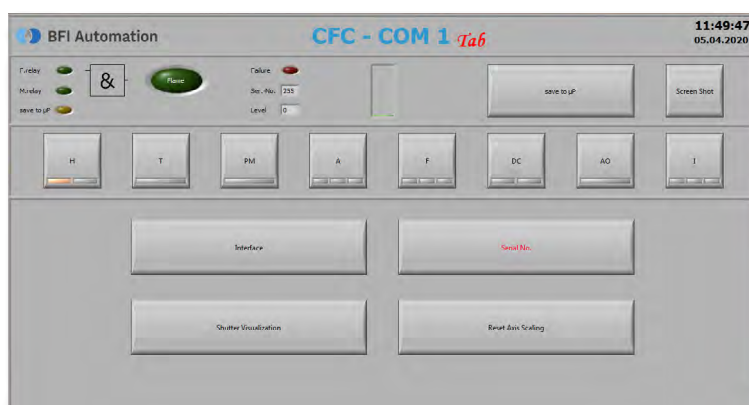 BFI Automation
CFC - COM 1 Tab
11:49:47
05.04.2020
F.relay
M.relay
save to µP
&
Flame
Failure
Ser.-No. 255
Level 0
save to µP
Screen Shot
H
T
PM
A
F
DC
AO
I
Interface
Serial No.
Shutter Visualization
Reset Axis Scaling